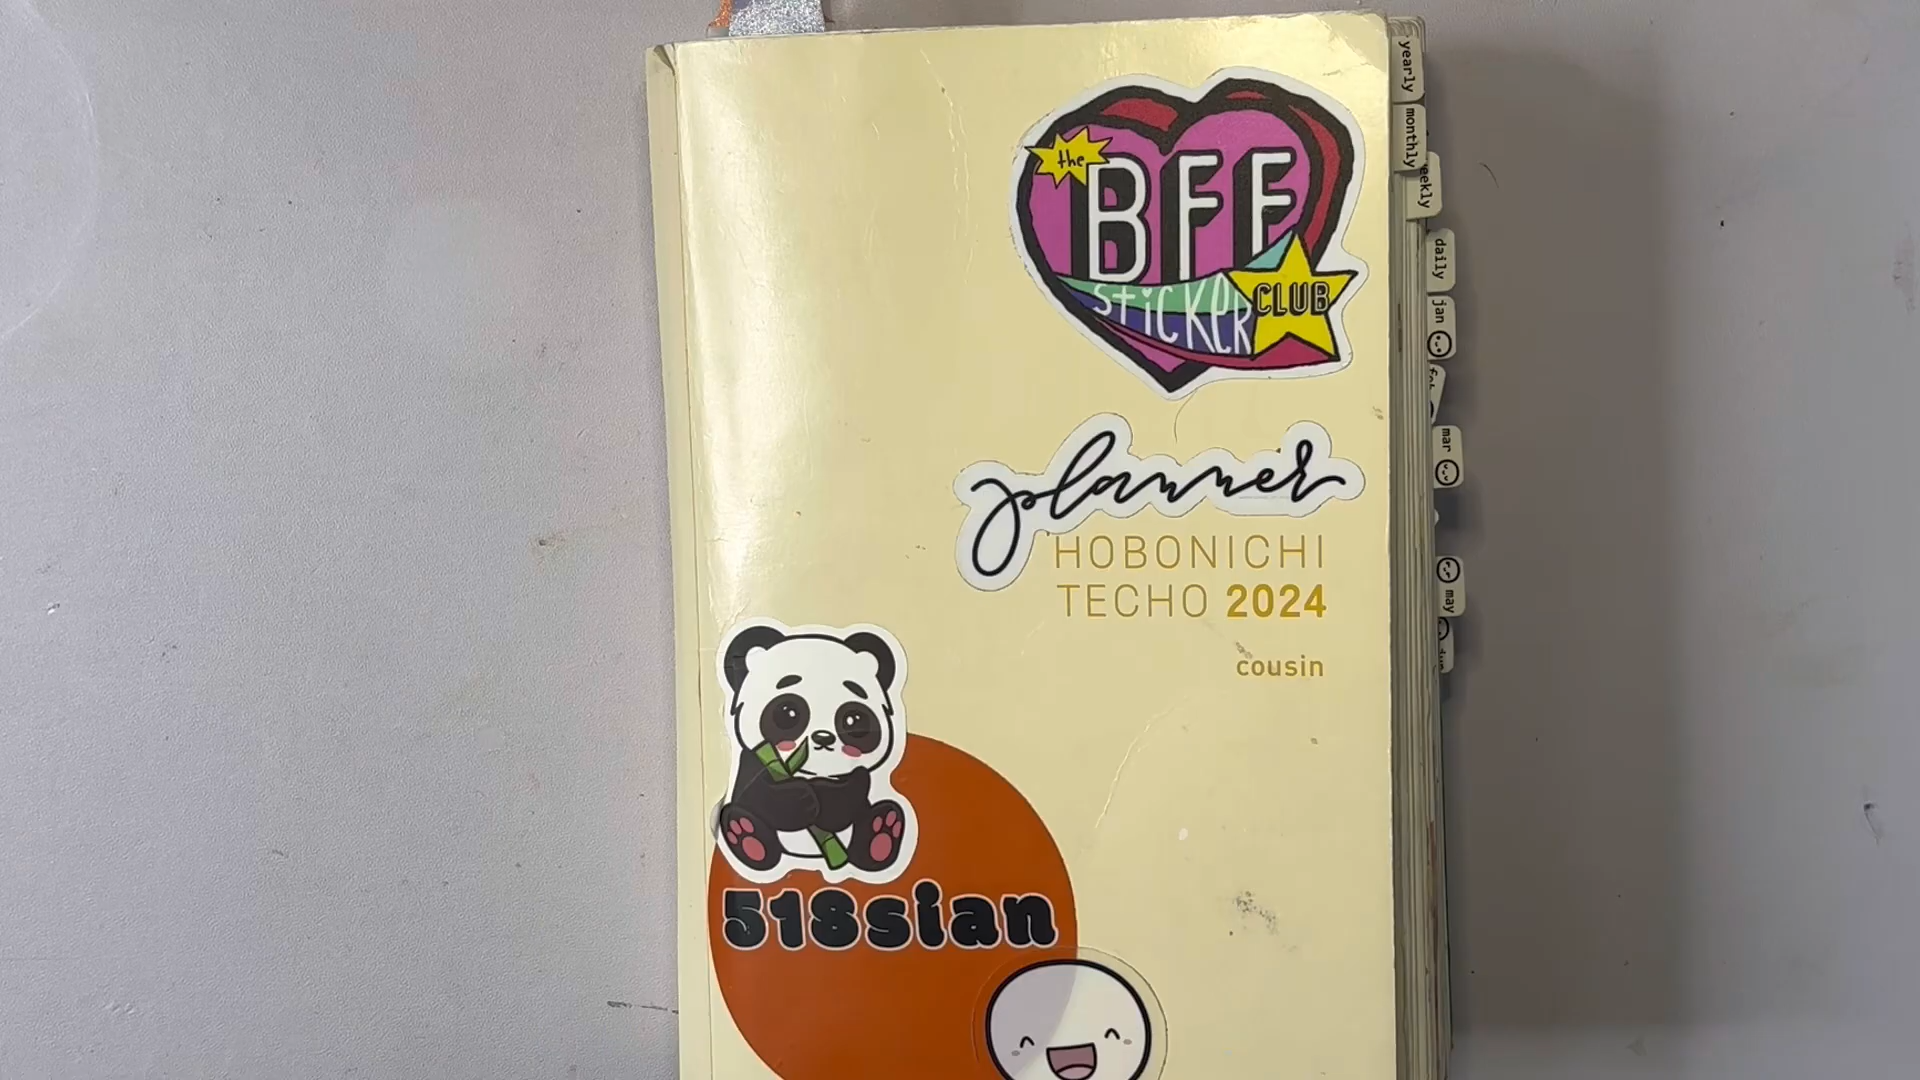 the
BFF
sticker
CLUB
planner
HOBONICHI
TECHO 2024
cousin
518sian
yearly
monthly
daily
jan
mar
may